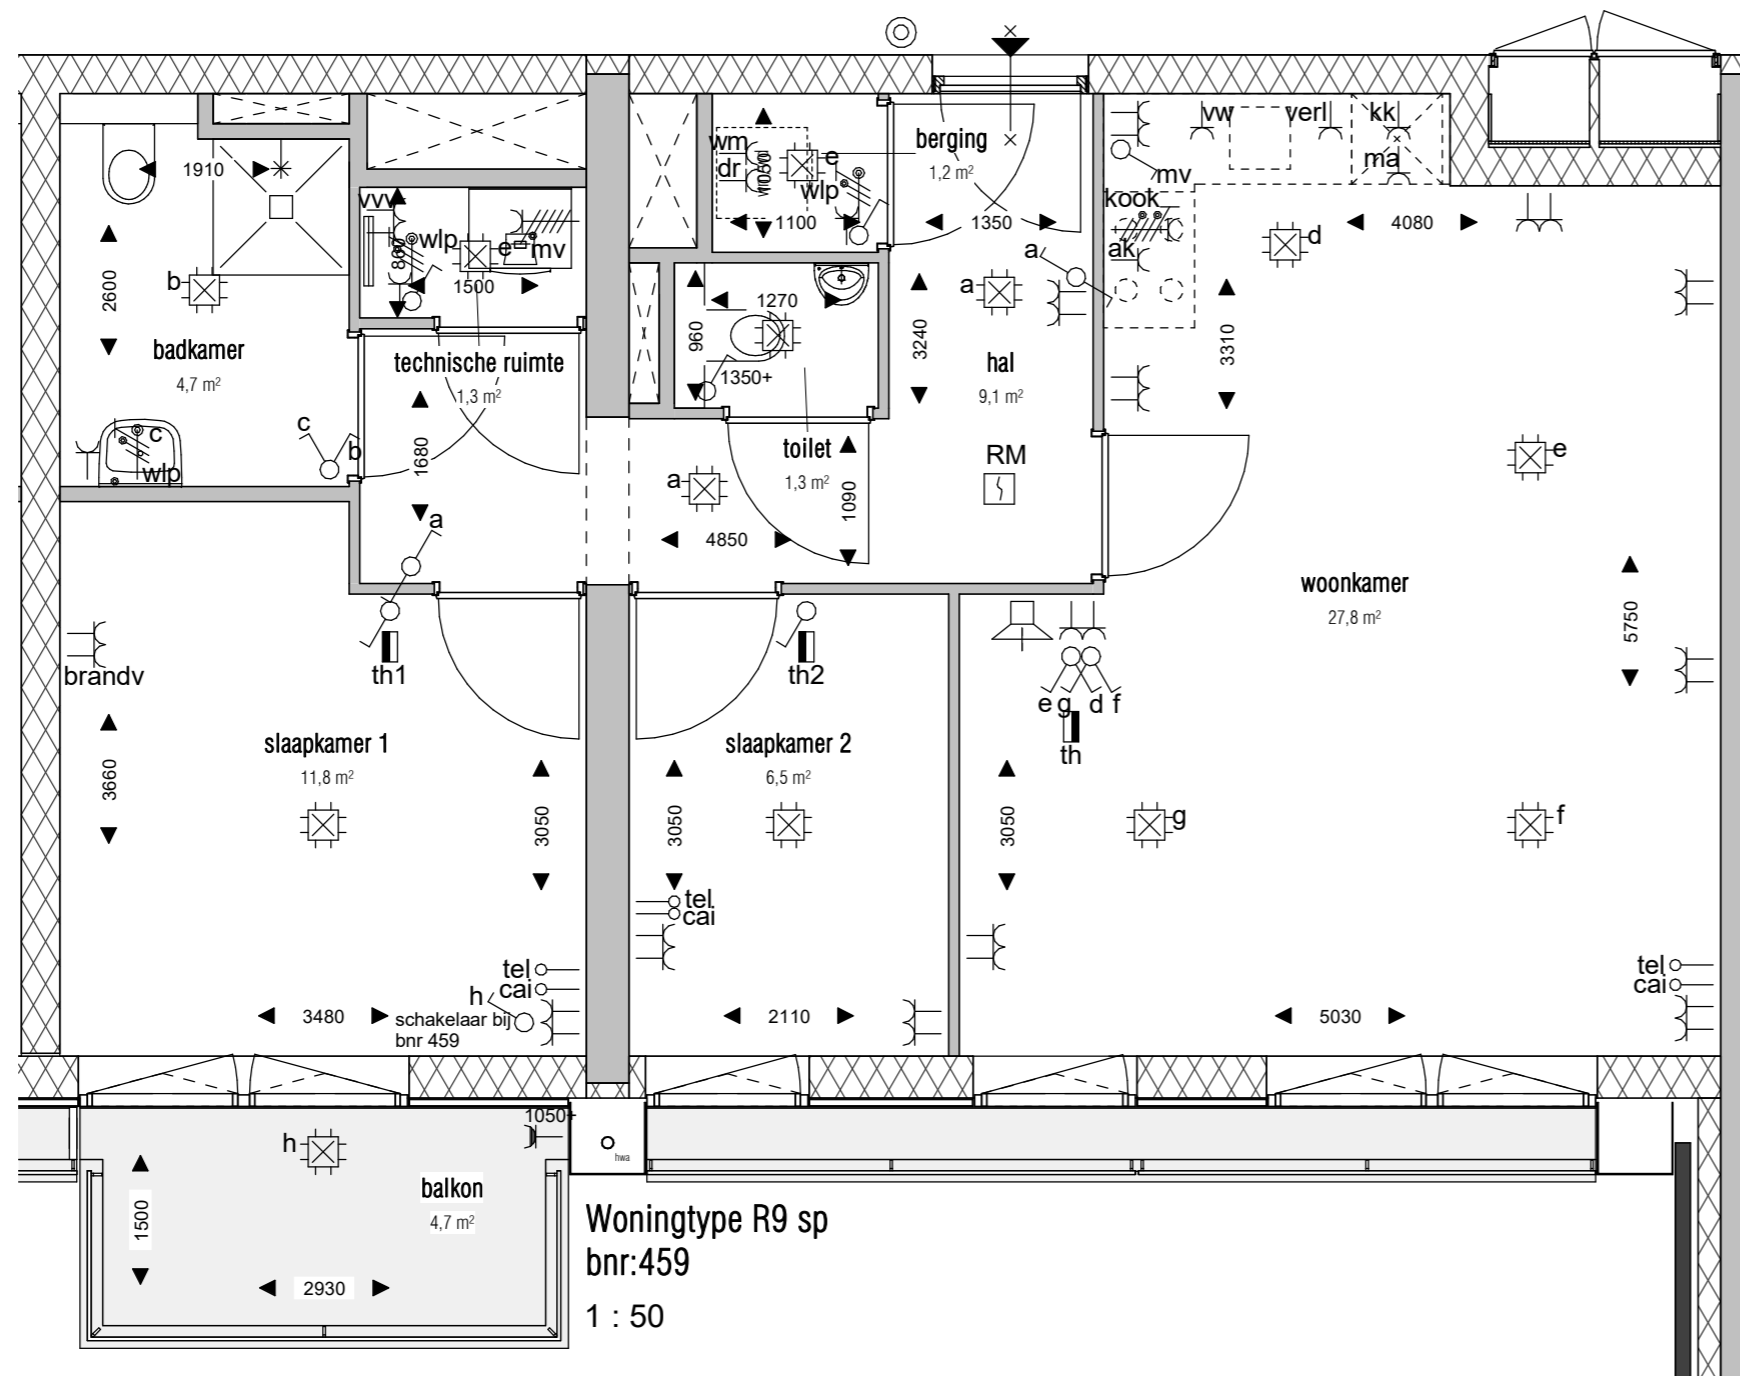 vw
verl
kk
ma
mv
kook
ak
4080
d
3310
e
berging
1,2 m²
1350
wm
dr
1050
e
wlp
1100
1910
vvv
wlp
860
e
mv
1500
b
2600
badkamer
4,7 m²
technische ruimte
1,3 m²
1680
c
b
c
wlp
1270
960
1350+
toilet
1,3 m²
1090
a
a
3240
hal
9,1 m²
RM
a
4850
a
woonkamer
27,8 m²
5750
brandv
th1
th2
e g d f
th
slaapkamer 1
11,8 m²
3660
3050
slaapkamer 2
6,5 m²
3050
3050
g
f
tel
cai
tel
cai
h
schakelaar bij
bnr 459
3480
2110
5030
tel
cai
1050+
h
hwa
balkon
4,7 m²
1500
2930
Woningtype R9 sp
bnr:459
1 : 50